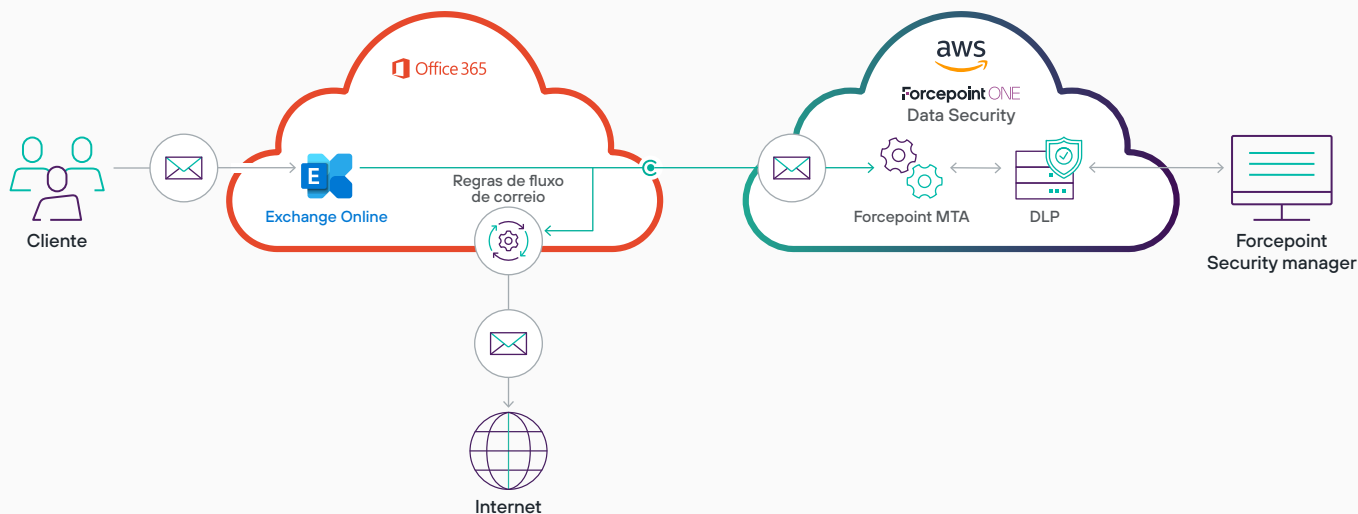 Office 365
aws
Forcepoint ONE
Data Security
E
Exchange Online
Regras de fluxo
de correio
Forcepoint MTA
DLP
Cliente
Forcepoint
Security manager
Internet